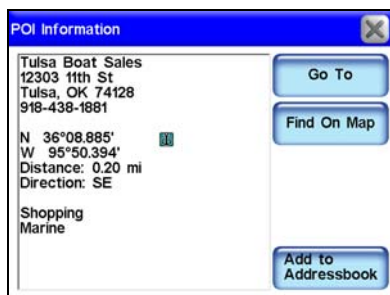 POI Information
Tulsa Boat Sales
12303 11th St
Tulsa, OK 74128
918-438-1881
N 36°08.885'
W 95°50.394'
Distance: 0.20 mi
Direction: SE
Shopping
Marine
Go To
Find On Map
Add to
Addressbook